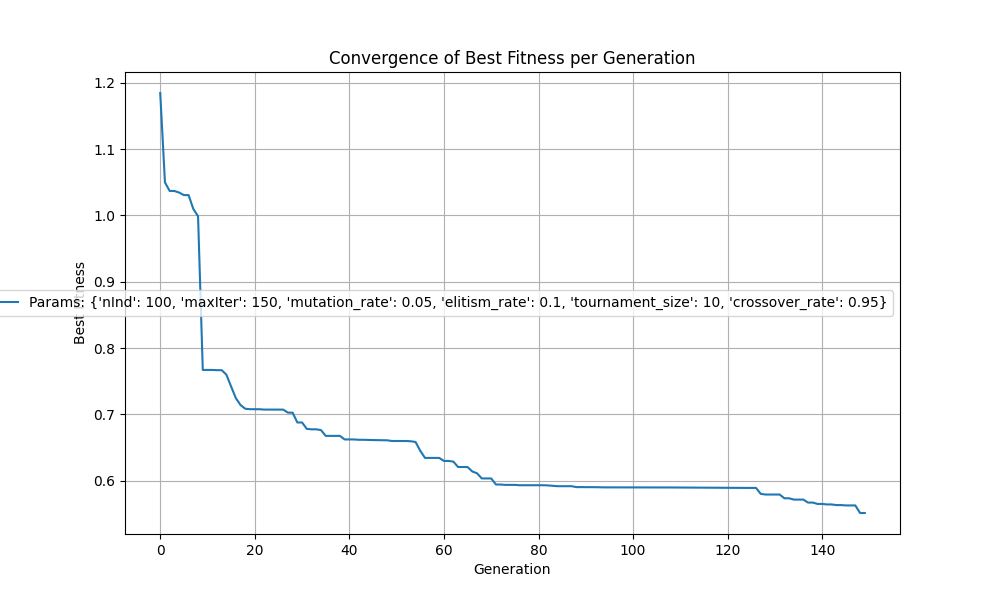 Convergence of Best Fitness per Generation
1.2
1.1
1.0
0.9
0.8
0.7
0.6
Best Fitness
Params: {'nInd': 100, 'maxIter': 150, 'mutation_rate': 0.05, 'elitism_rate': 0.1, 'tournament_size': 10, 'crossover_rate': 0.95}
0 20 40 60 80 100 120 140
Generation